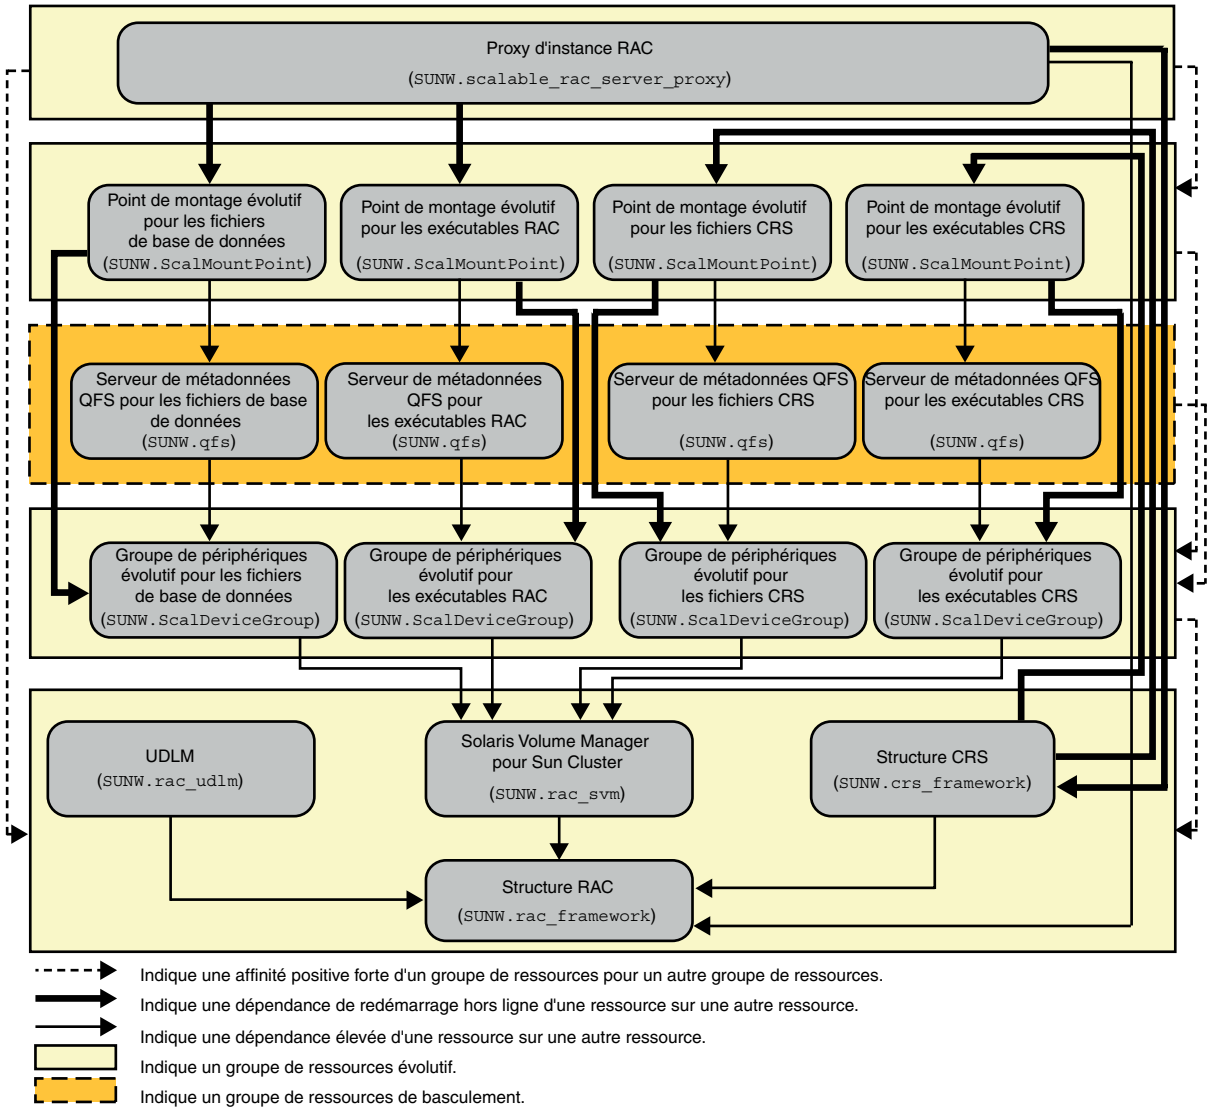 Proxy d'instance RAC
(SUNW.scalable_rac_server_proxy)
Point de montage évolutif
pour les fichiers
de base de données
(SUNW.ScalMountPoint)
Point de montage évolutif
pour les exécutables RAC
(SUNW.ScalMountPoint)
Point de montage évolutif
pour les fichiers CRS
(SUNW.ScalMountPoint)
Point de montage évolutif
pour les exécutables CRS
(SUNW.ScalMountPoint)
Serveur de métadonnées
QFS pour les fichiers de base
de données
(SUNW.qfs)
Serveur de métadonnées
QFS pour
les exécutables RAC
(SUNW.qfs)
Serveur de métadonnées QFS
pour les fichiers CRS
(SUNW.qfs)
Serveur de métadonnées QFS
pour les exécutables CRS
(SUNW.qfs)
Groupe de périphériques
évolutif pour les fichiers
de base de données
(SUNW.ScalDeviceGroup)
Groupe de périphériques
évolutif pour
les exécutables RAC
(SUNW.ScalDeviceGroup)
Groupe de périphériques
évolutif pour
les fichiers CRS
(SUNW.ScalDeviceGroup)
Groupe de périphériques
évolutif pour
les exécutables CRS
(SUNW.ScalDeviceGroup)
UDLM
(SUNW.rac_udlm)
Solaris Volume Manager
pour Sun Cluster
(SUNW.rac_svm)
Structure CRS
(SUNW.crs_framework)
Structure RAC
(SUNW.rac_framework)
Indique une affinité positive forte d'un groupe de ressources pour un autre groupe de ressources.
Indique une dépendance de redémarrage hors ligne d'une ressource sur une autre ressource.
Indique une dépendance élevée d'une ressource sur une autre ressource.
Indique un groupe de ressources évolutif.
Indique un groupe de ressources de basculement.